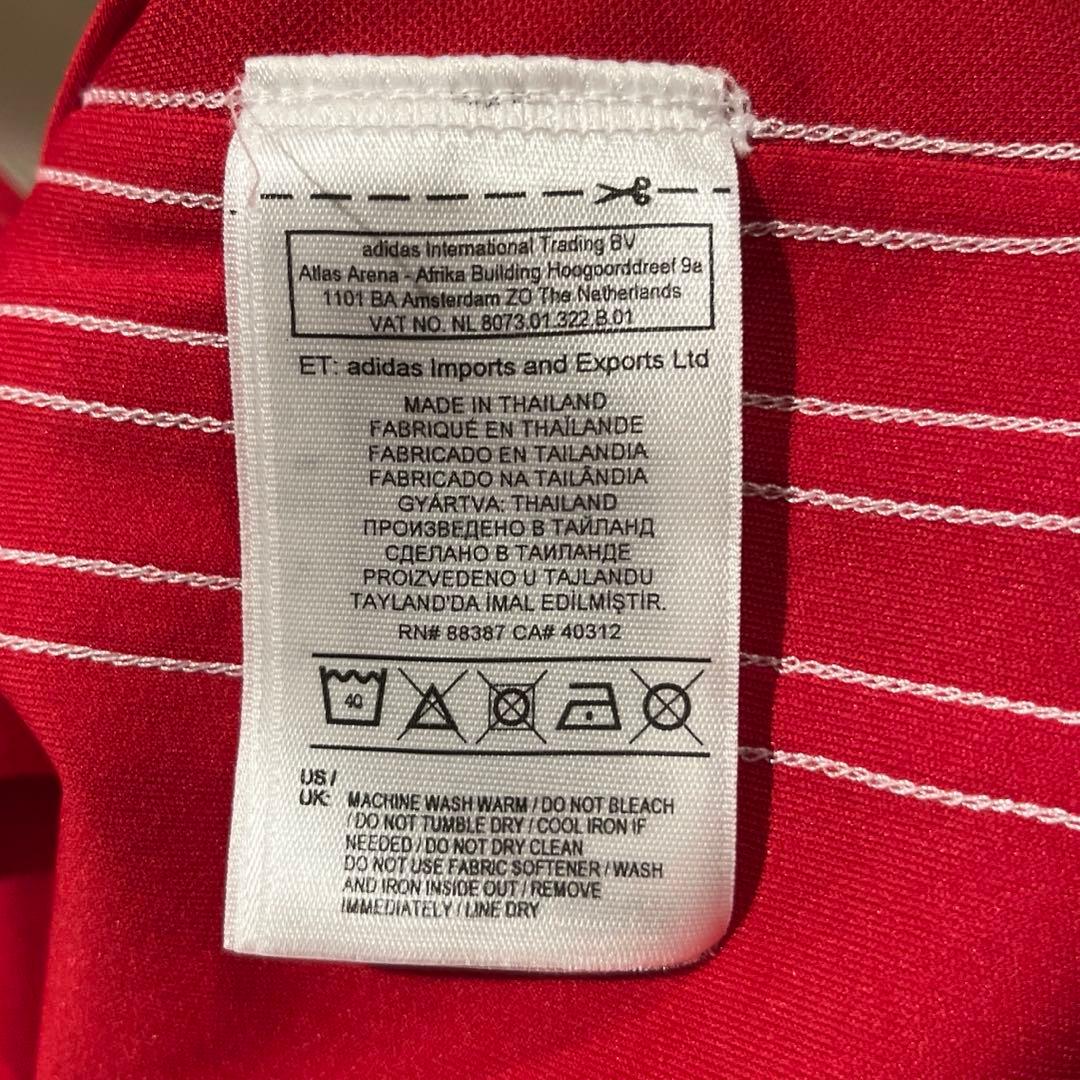 adidas International Trading BV
Atlas Arena - Afrika Building Hoogoorddreef 9a
1101 BA Amsterdam ZO The Netherlands
VAT NO. NL 8073.01.322.B.01
ET: adidas Imports and Exports Ltd
MADE IN THAILAND
FABRIQUÉ EN THAÏLANDE
FABRICADO EN TAILANDIA
FABRICADO NA TAILÂNDIA
GYÁRTVA: THAILAND
ПРОИЗВЕДЕНО В ТАЙЛАНД
СДЕЛАНО В ТАИЛАНДЕ
PROIZVEDENO U TAJLANDU
TAYLAND'DA İMAL EDİLMİŞTİR.
RN# 88387 CA# 40312
40
US /
UK: MACHINE WASH WARM / DO NOT BLEACH
/ DO NOT TUMBLE DRY / COOL IRON IF
NEEDED / DO NOT DRY CLEAN
DO NOT USE FABRIC SOFTENER / WASH
AND IRON INSIDE OUT / REMOVE
IMMEDIATELY / LINE DRY